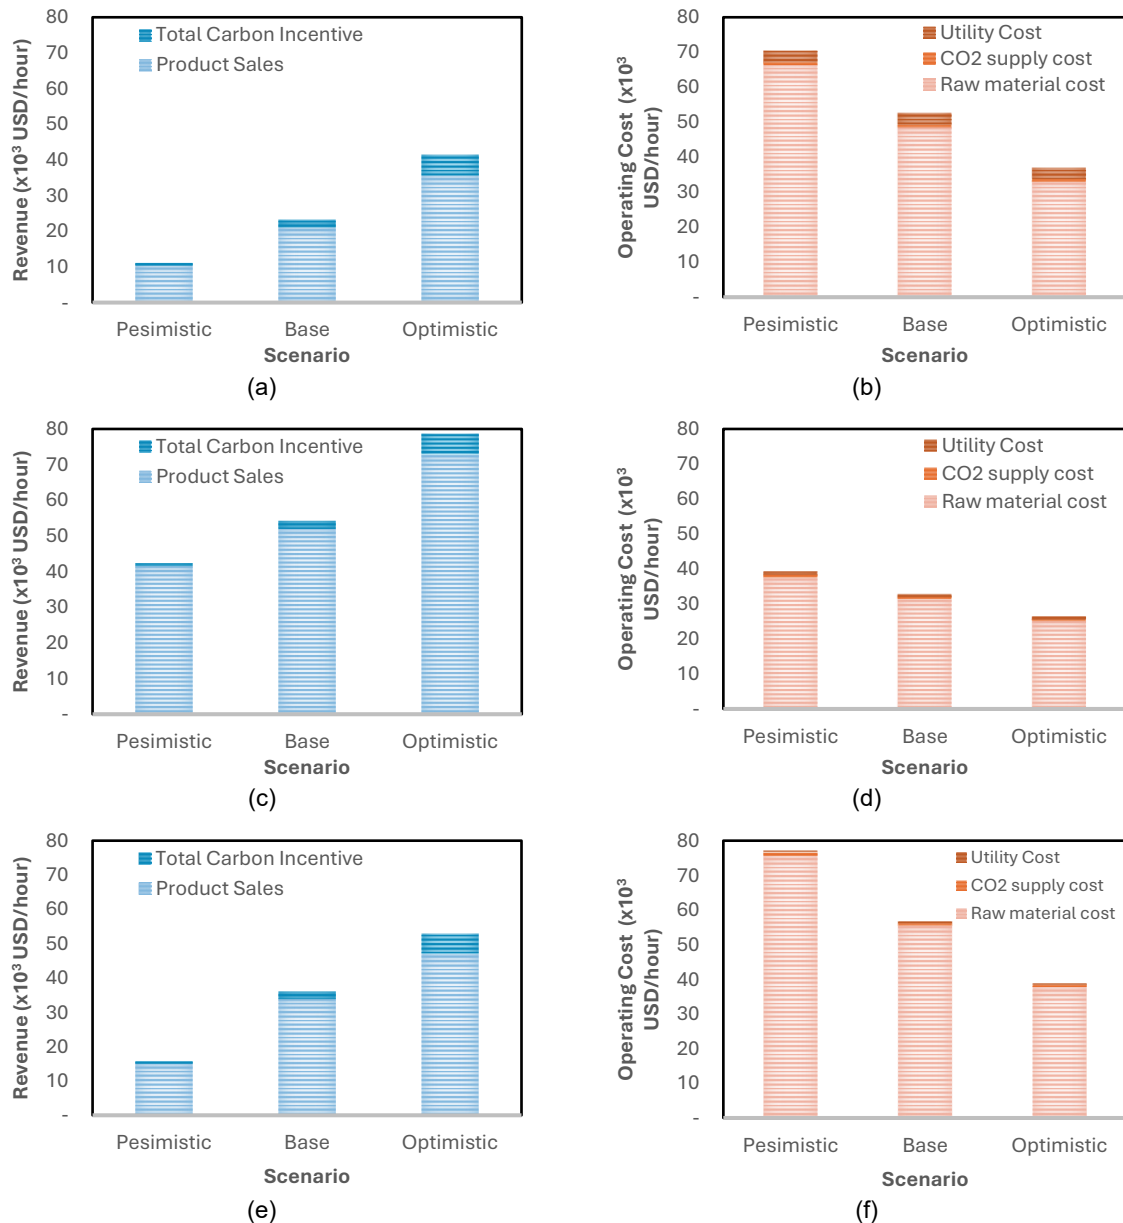 80
70
60
50
40
30
20
10
-
Revenue (x10³ USD/hour)
Total Carbon Incentive
Product Sales
Pesimistic Base Optimistic
Scenario
(a)
80
70
60
50
40
30
20
10
-
Operating Cost (x10³
USD/hour)
Utility Cost
CO2 supply cost
Raw material cost
Pesimistic Base Optimistic
Scenario
(b)
80
70
60
50
40
30
20
10
-
Revenue (x10³ USD/hour)
Total Carbon Incentive
Product Sales
Pesimistic Base Optimistic
Scenario
(c)
80
70
60
50
40
30
20
10
-
Operating Cost (x10³
USD/hour)
Utility Cost
CO2 supply cost
Raw material cost
Pesimistic Base Optimistic
Scenario
(d)
80
70
60
50
40
30
20
10
-
Revenue (x10³ USD/hour)
Total Carbon Incentive
Product Sales
Pesimistic Base Optimistic
Scenario
(e)
80
70
60
50
40
30
20
10
-
Operating Cost (x10³
USD/hour)
Utility Cost
CO2 supply cost
Raw material cost
Pesimistic Base Optimistic
Scenario
(f)